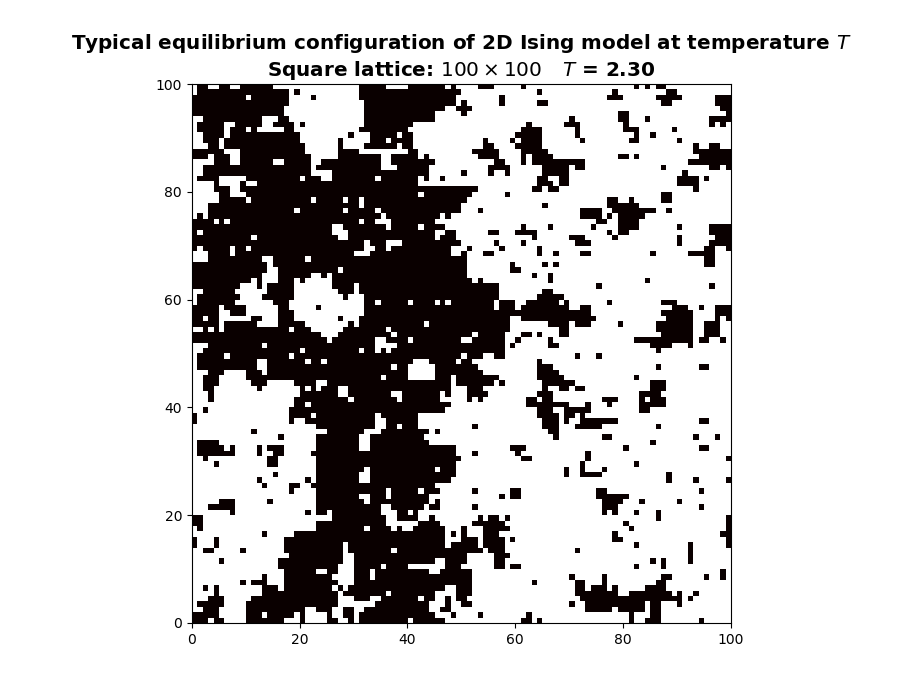 Typical equilibrium configuration of 2D Ising model at temperature T
Square lattice: 100 × 100 T = 2.30
100
80
60
40
20
0
0 20 40 60 80 100